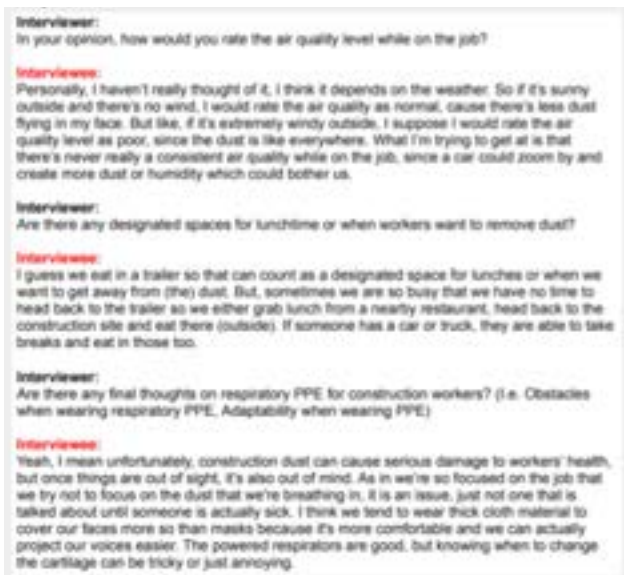 Interviewer:
In your opinion, how would you rate the air quality level while on the job?
Interviewee:
Personally, I haven't really thought of it, I think it depends on the weather. So if it's sunny
outside and there's no wind, I would rate the air quality as normal, cause there's less dust
flying in my face. But like, if it's extremely windy outside, I suppose I would rate the air
quality level as poor, since the dust is like everywhere. What I'm trying to get at is that
there's never really a consistent air quality while on the job, since a car could zoom by and
create more dust or humidity which could bother us.
Interviewer:
Are there any designated spaces for lunchtime or when workers want to remove dust?
Interviewee:
I guess we eat in a trailer so that can count as a designated space for lunches or when we
want to get away from (the) dust. But, sometimes we are so busy that we have no time to
head back to the trailer so we either grab lunch from a nearby restaurant, head back to the
construction site and eat there (outside). If someone has a car or truck, they are able to take
breaks and eat in those too.
Interviewer:
Are there any final thoughts on respiratory PPE for construction workers? (I.e. Obstacles
when wearing respiratory PPE, Adaptability when wearing PPE)
Interviewee:
Yeah, I mean unfortunately, construction dust can cause serious damage to workers' health,
but once things are out of sight, it's also out of mind. As in we're so focused on the job that
we try not to focus on the dust that we're breathing in, it is an issue, just not one that is
talked about until someone is actually sick. I think we tend to wear thick cloth material to
cover our faces more so than masks because it's more comfortable and we can actually
project our voices easier. The powered respirators are good, but knowing when to change
the cartilage can be tricky or just annoying.